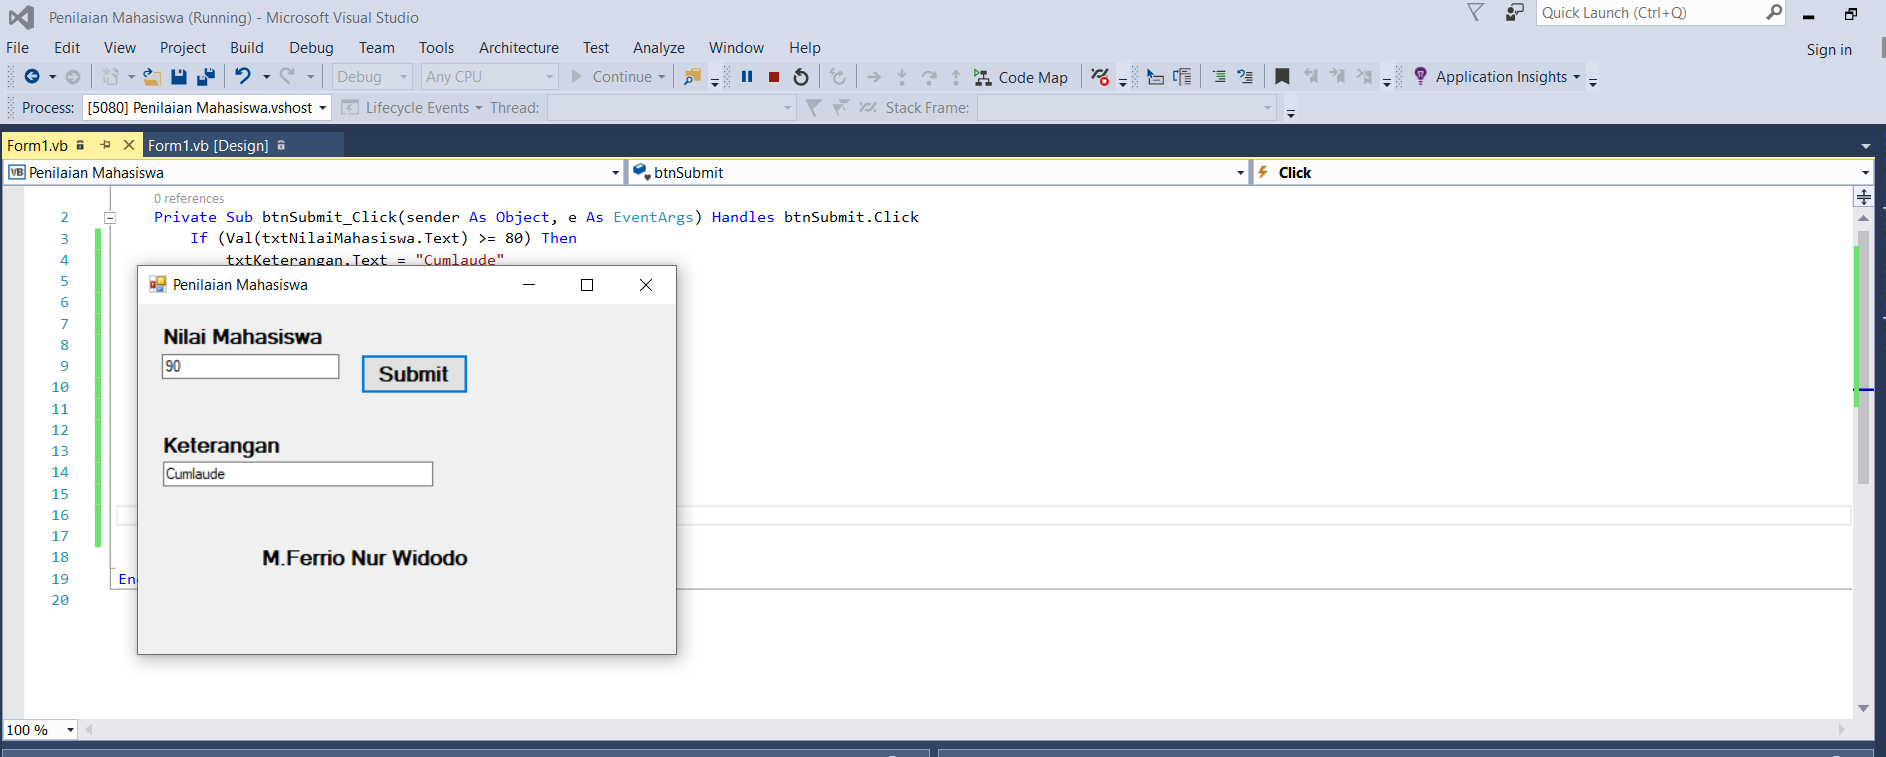 Penilaian Mahasiswa (Running) - Microsoft Visual Studio
Quick Launch (Ctrl+Q)
File Edit View Project Build Debug Team Tools Architecture Test Analyze Window Help
Sign in
Debug Any CPU Continue Code Map Application Insights
Process: [5080] Penilaian Mahasiswa.vshost Lifecycle Events Thread: Stack Frame:
Form1.vb Form1.vb [Design]
VB Penilaian Mahasiswa btnSubmit Click
0 references
2 Private Sub btnSubmit_Click(sender As Object, e As EventArgs) Handles btnSubmit.Click
3 If (Val(txtNilaiMahasiswa.Text) >= 80) Then
4 txtKeterangan.Text = "Cumlaude"
5
6
7
8
9
10
11
12
13
14
15
16
17
18
19 En
20
Penilaian Mahasiswa
Nilai Mahasiswa
90
Submit
Keterangan
Cumlaude
M.Ferrio Nur Widodo
100 %